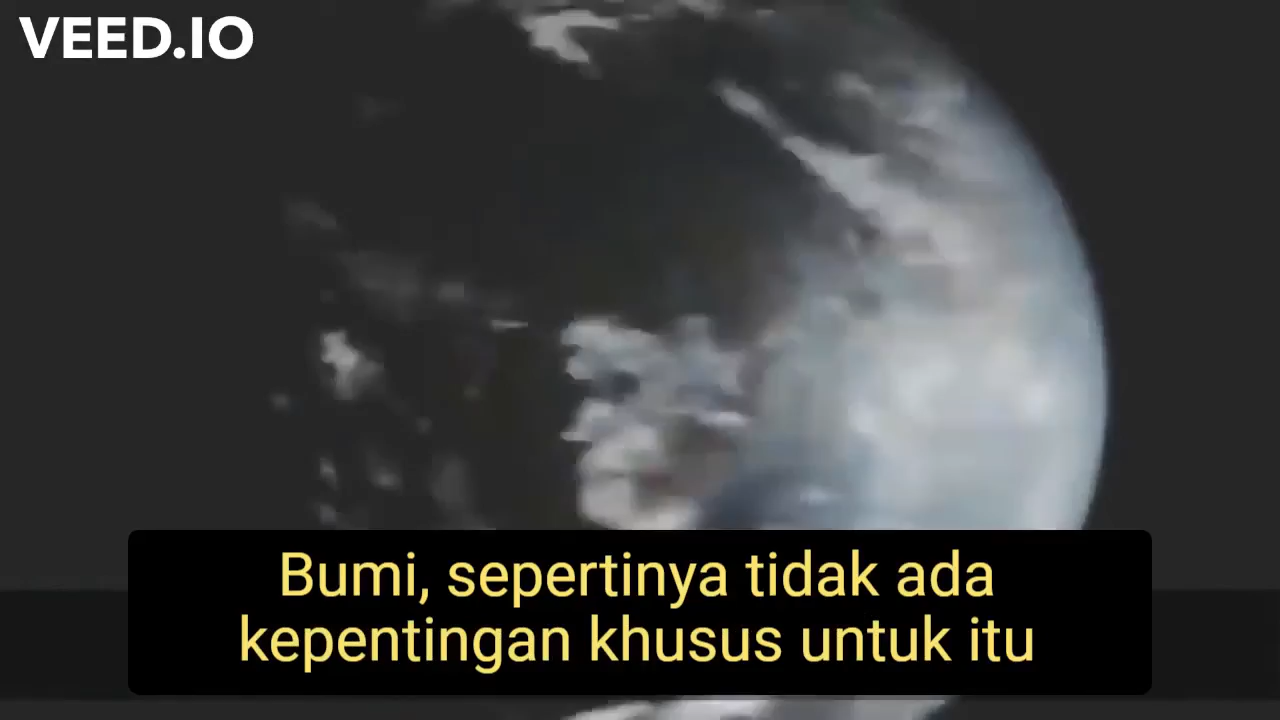 VEED.IO
Bumi, sepertinya tidak ada
kepentingan khusus untuk itu